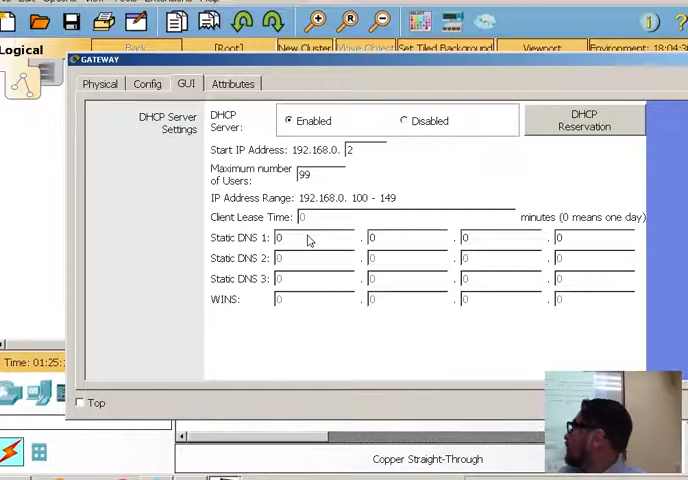 Logical
Back
[Root]
New Cluster
Move Object
Set Tiled Background
Viewport
Environment: 18:04:3
GATEWAY
Physical
Config
GUI
Attributes
DHCP Server
Settings
DHCP
Server:
Enabled
Disabled
DHCP
Reservation
Start IP Address: 192.168.0. 2
Maximum number
of Users:
99
IP Address Range: 192.168.0. 100 - 149
Client Lease Time: 0 minutes (0 means one day)
Static DNS 1: 0 . 0 . 0 . 0
Static DNS 2: 0 . 0 . 0 . 0
Static DNS 3: 0 . 0 . 0 . 0
WINS: 0 . 0 . 0 . 0
Time: 01:25:
Top
Copper Straight-Through